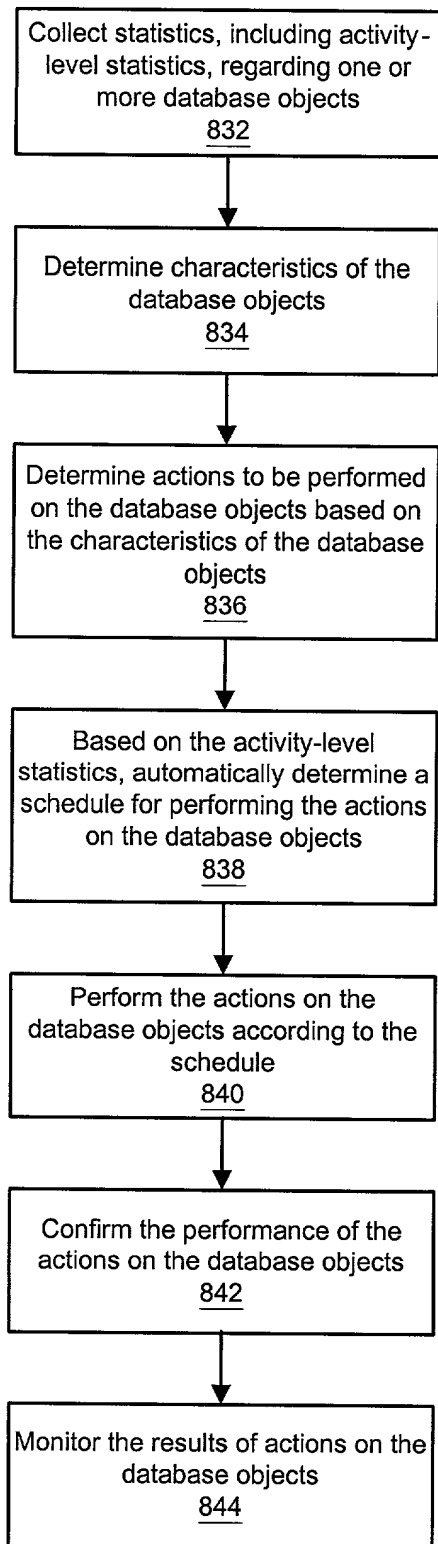 Collect statistics, including activity-
level statistics, regarding one or
more database objects
832
Determine characteristics of the
database objects
834
Determine actions to be performed
on the database objects based on
the characteristics of the database
objects
836
Based on the activity-level
statistics, automatically determine a
schedule for performing the actions
on the database objects
838
Perform the actions on the
database objects according to the
schedule
840
Confirm the performance of the
actions on the database objects
842
Monitor the results of actions on the
database objects
844